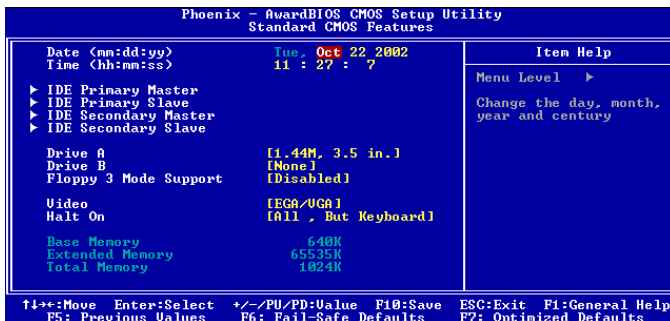 Phoenix - AwardBIOS CMOS Setup Utility
Standard CMOS Features
Date (mm:dd:yy) Tue, Oct 22 2002
Time (hh:mm:ss) 11 : 27 : 7
IDE Primary Master
IDE Primary Slave
IDE Secondary Master
IDE Secondary Slave
Drive A [1.44M, 3.5 in.]
Drive B [None]
Floppy 3 Mode Support [Disabled]
Video [EGA/VGA]
Halt On [All , But Keyboard]
Base Memory 640K
Extended Memory 65535K
Total Memory 1024K
Item Help
Menu Level ►
Change the day, month,
year and century
↑↓→←:Move Enter:Select +/-/PU/PD:Value F10:Save ESC:Exit F1:General Help
F5: Previous Values F6: Fail-Safe Defaults F7: Optimized Defaults